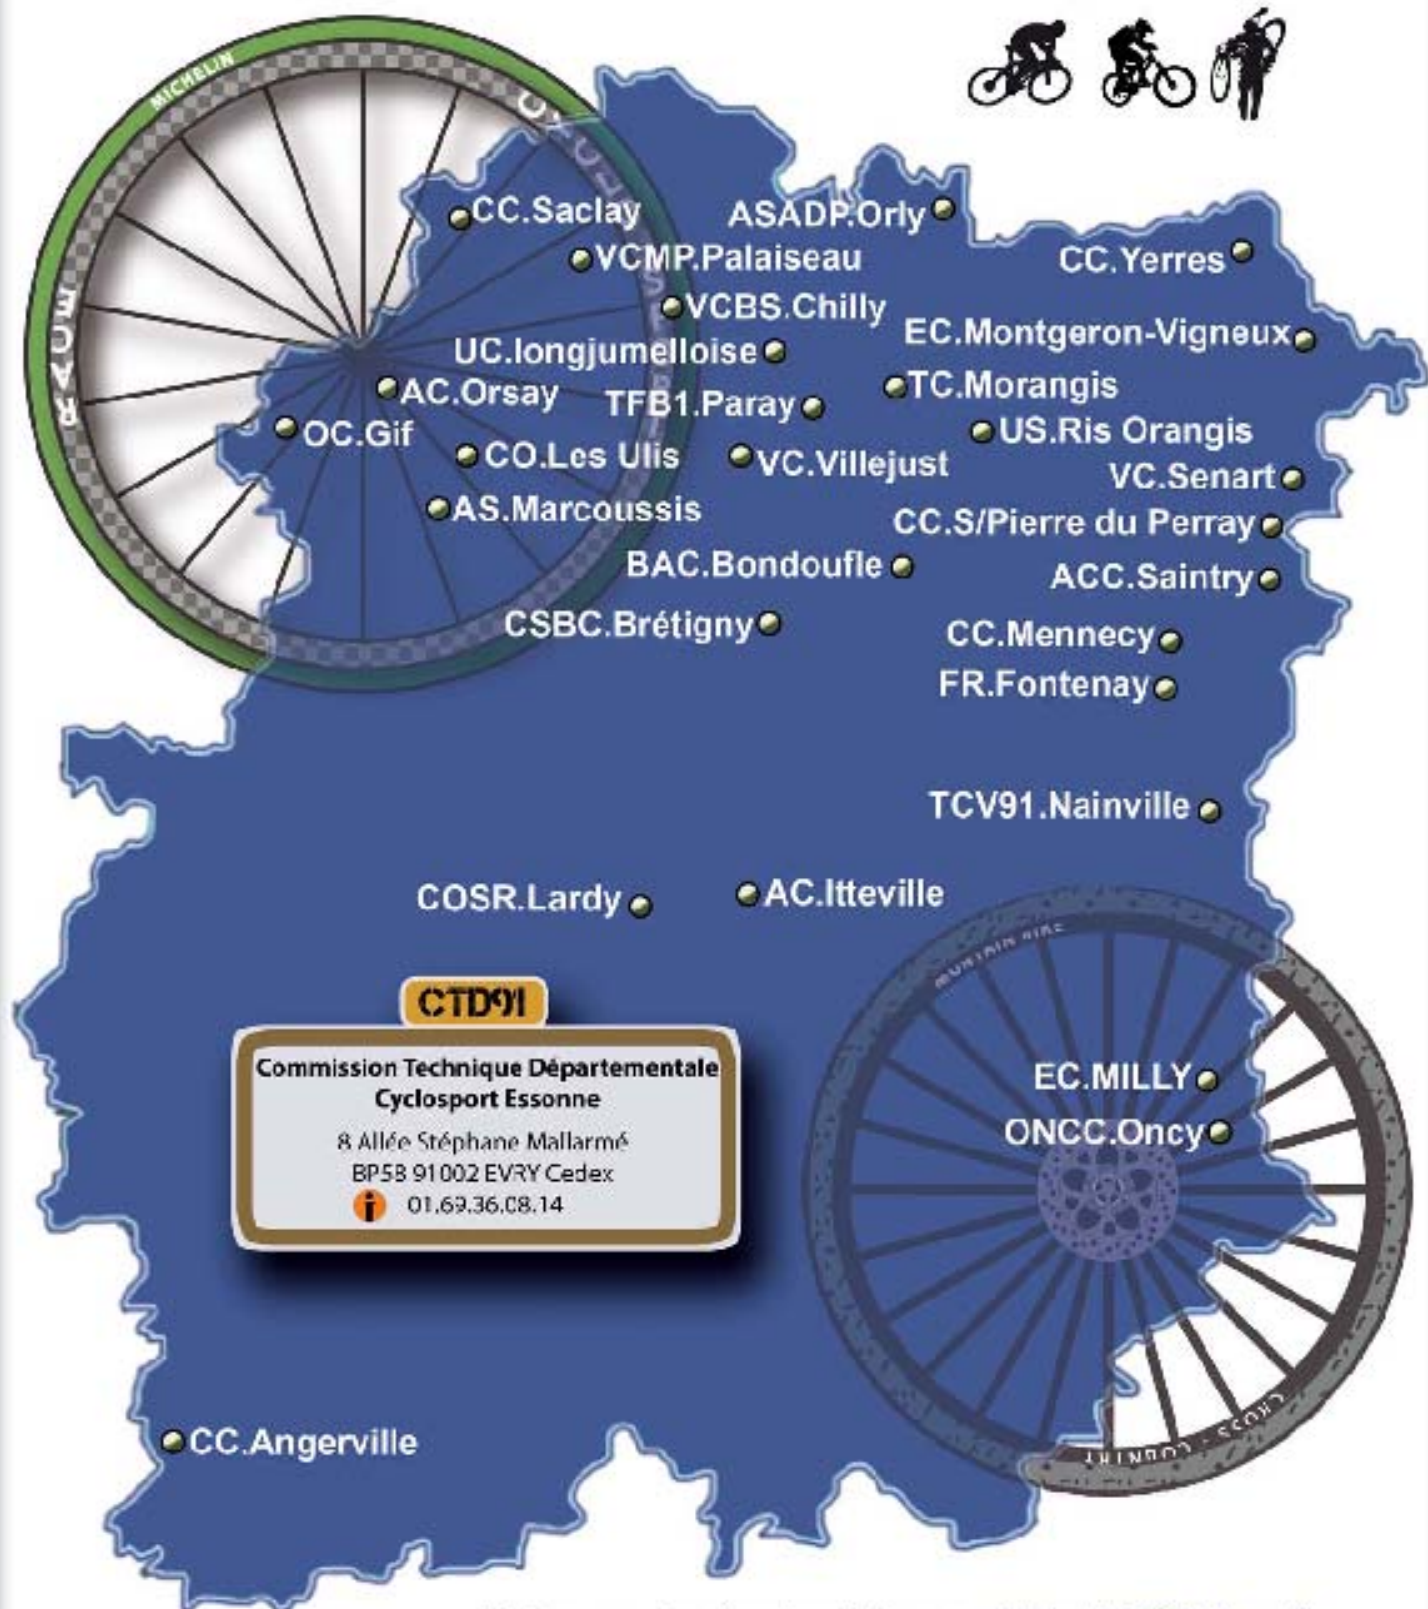 MICHELIN
CC.Saclay
ASADP.Orly
VCMP.Palaiseau
CC.Yerres
VCBS.Chilly
EC.Montgeron-Vigneux
UC.longjumelloise
AC.Orsay
TFB1.Paray
TC.Morangis
OC.Gif
US.Ris Orangis
CO.Les Ulis
VC.Villejust
VC.Senart
AS.Marcoussis
CC.S/Pierre du Perray
BAC.Bondoufle
ACC.Saintry
CSBC.Brétigny
CC.Mennecy
FR.Fontenay
TCV91.Nainville
COSR.Lardy
AC.Itteville
CTD91
Commission Technique Départementale
Cyclosport Essonne
8 Allée Stéphane Mallarmé
BP58 91002 EVRY Cedex
i 01.69.36.08.14
EC.MILLY
ONCC.Oncy
CROSS - COUNTRY
CC.Angerville